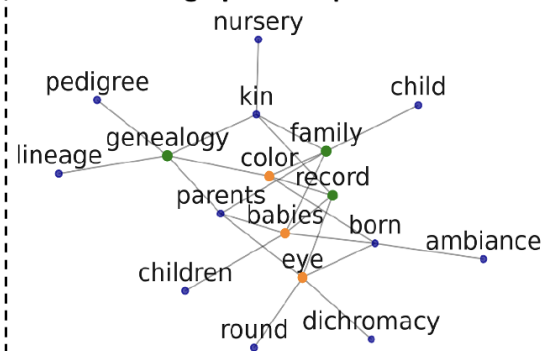 nursery
pedigree
child
kin
genealogy
family
lineage
color
record
parents
babies
born
ambiance
eye
children
round
dichromacy